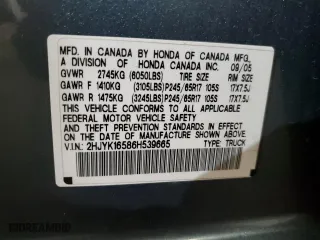 MFD. IN CANADA BY HONDA OF CANADA MFG.,
A DIVISION OF HONDA CANADA INC. 09/05
GVWR 2745KG (6050LBS) TIRE SIZE RIM SIZE
GAWR F 1410KG (3105LBS)P245/65R17 105S 17X7.5J
GAWR R 1475KG (3245LBS)P245/65R17 105S 17X7.5J
THIS VEHICLE CONFORMS TO ALL APPLICABLE
FEDERAL MOTOR VEHICLE SAFETY
STANDARDS IN EFFECT ON THE DATE OF
MANUFACTURE SHOWN ABOVE.
V.I.N: 2HJYK16586H539665 TYPE: TRUCK